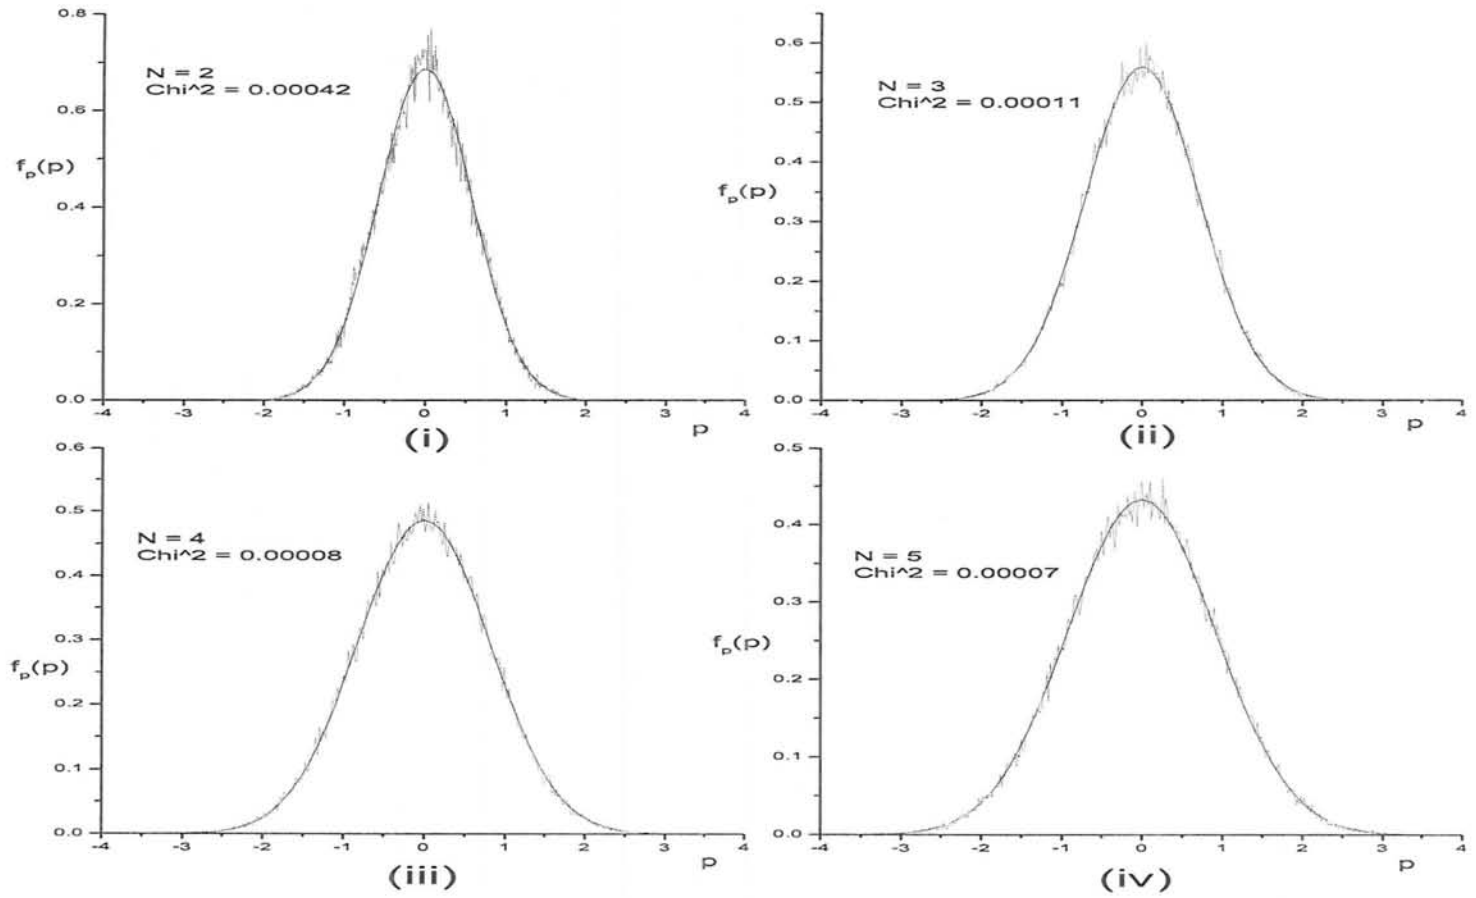 0.8
N = 2
Chi^2 = 0.00042
0.6
f_p(p)
0.4
0.2
0.0
-4 -3 -2 -1 0 1 2 3 4
p
(i)
0.6
N = 3
Chi^2 = 0.00011
0.5
0.4
f_p(p)
0.3
0.2
0.1
0.0
-4 -3 -2 -1 0 1 2 3 4
p
(ii)
0.6
0.5
N = 4
Chi^2 = 0.00008
0.4
0.3
f_p(p)
0.2
0.1
0.0
-4 -3 -2 -1 0 1 2 3 4
p
(iii)
0.5
0.4
N = 5
Chi^2 = 0.00007
0.3
f_p(p)
0.2
0.1
0.0
-4 -3 -2 -1 0 1 2 3 4
p
(iv)